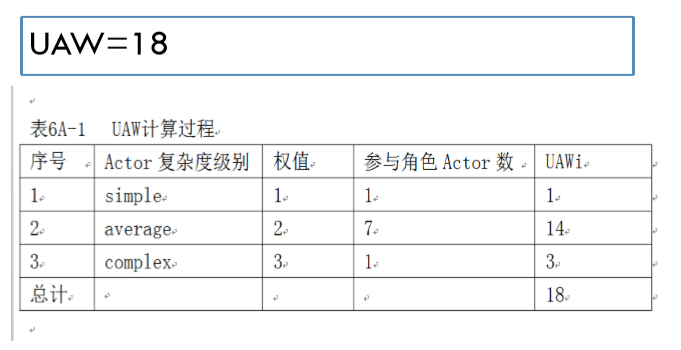 UAW=18
表6A-1 UAW计算过程
序号 Actor 复杂度级别 权值 参与角色 Actor 数 UAWi
1 simple 1 1 1
2 average 2 7 14
3 complex 3 1 3
总计 18